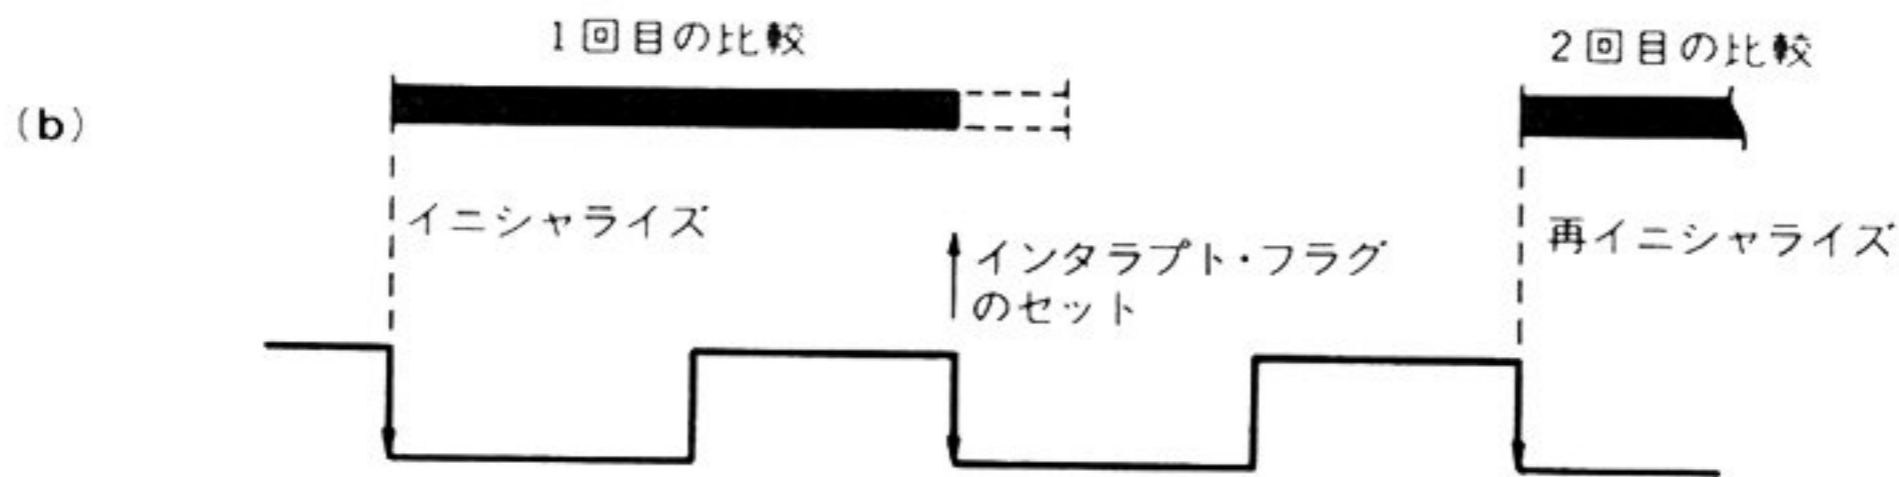 1回目の比較
2回目の比較
(b)
イニシャライズ
再イニシャライズ
インタラプト・フラグ
のセット